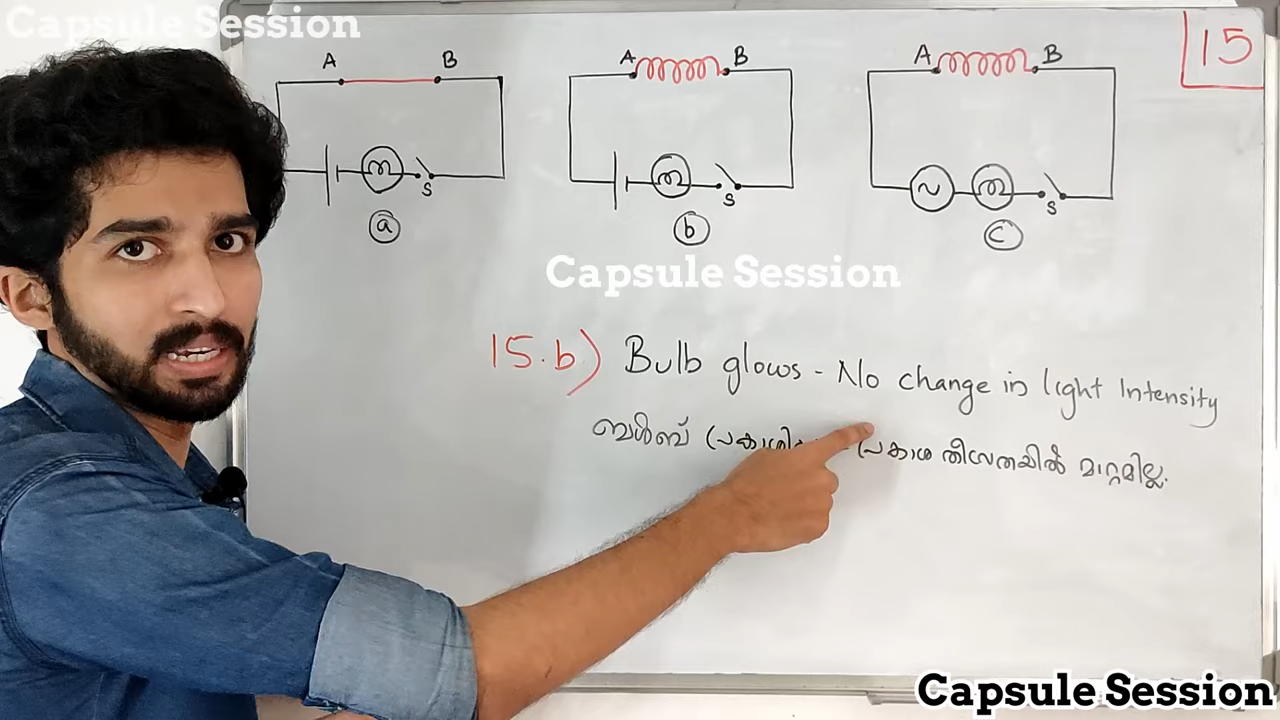 Capsule Session
15
A B
A B
A B
S
S
S
a
b
c
Capsule Session
15.b) Bulb glows - No change in light Intensity
ബൾബ് പ്രകാശ തീവ്രതയിൽ മാറ്റമില്ല.
Capsule Session